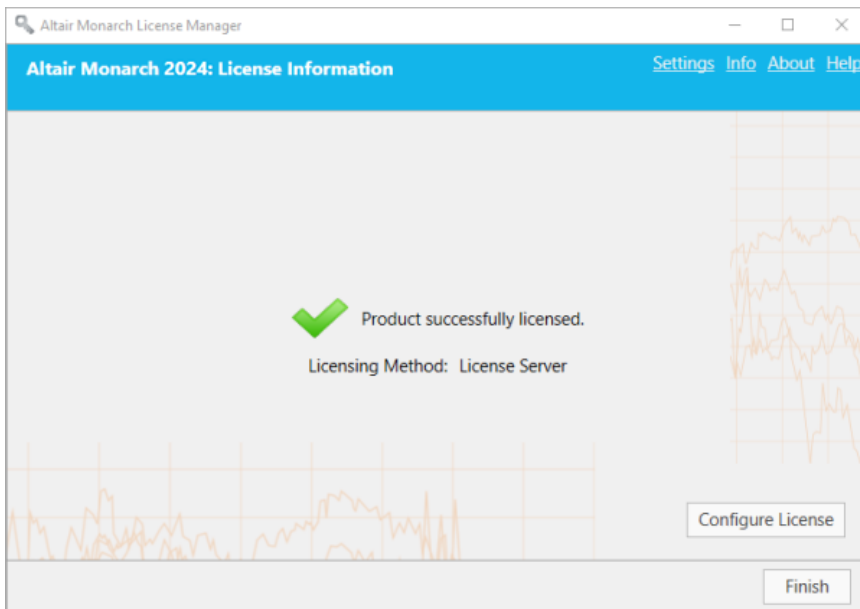 Altair Monarch License Manager
Altair Monarch 2024: License Information
Settings Info About Help
Product successfully licensed.
Licensing Method: License Server
Configure License
Finish